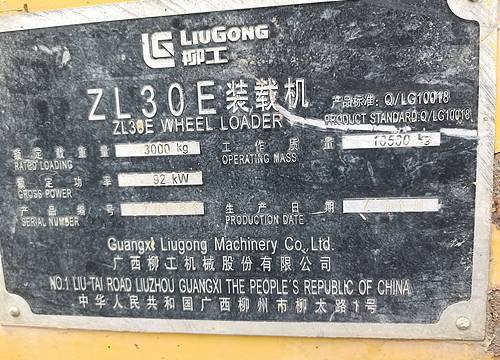 LIUGONG
柳工
ZL30E装载机 产品标准: Q/LG10018
ZL30E WHEEL LOADER PRODUCT STANDARD:Q/LG10018
额定载重量 3000 kg 工作质量 10500 kg
RATED LOADING OPERATING MASS
额定功率 92 kW
GROSS POWER
产品编号 生产日期
SERIAL NUMBER PRODUCTION DATE
Guangxi Liugong Machinery Co.,Ltd.
广西柳工机械股份有限公司
NO.1 LIU-TAI ROAD LIUZHOU GUANGXI THE PEOPLE'S REPUBLIC OF CHINA
中华人民共和国广西柳州市柳太路1号